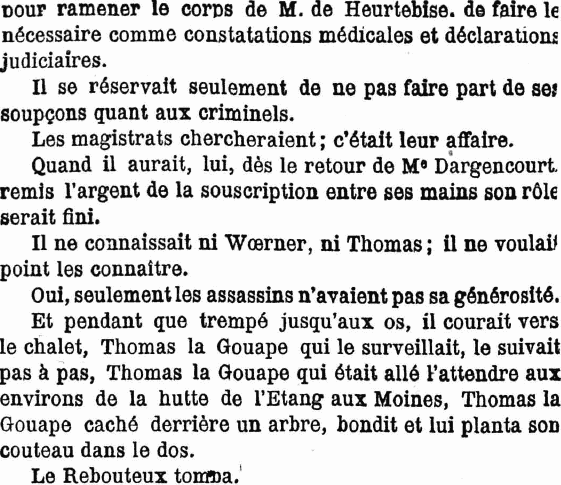 pour ramener le corps de M. de Heurtebise. de faire le
nécessaire comme constatations médicales et déclarations
judiciaires.
Il se réservait seulement de ne pas faire part de ses
soupçons quant aux criminels.
Les magistrats chercheraient ; c'était leur affaire.
Quand il aurait, lui, dès le retour de Me Dargencourt.
remis l'argent de la souscription entre ses mains son rôle
serait fini.
Il ne connaissait ni Wœrner, ni Thomas ; il ne voulait
point les connaître.
Oui, seulement les assassins n'avaient pas sa générosité.
Et pendant que trempé jusqu'aux os, il courait vers
le chalet, Thomas la Gouape qui le surveillait, le suivait
pas à pas, Thomas la Gouape qui était allé l'attendre aux
environs de la hutte de l'Etang aux Moines, Thomas la
Gouape caché derrière un arbre, bondit et lui planta son
couteau dans le dos.
Le Rebouteux tomba.